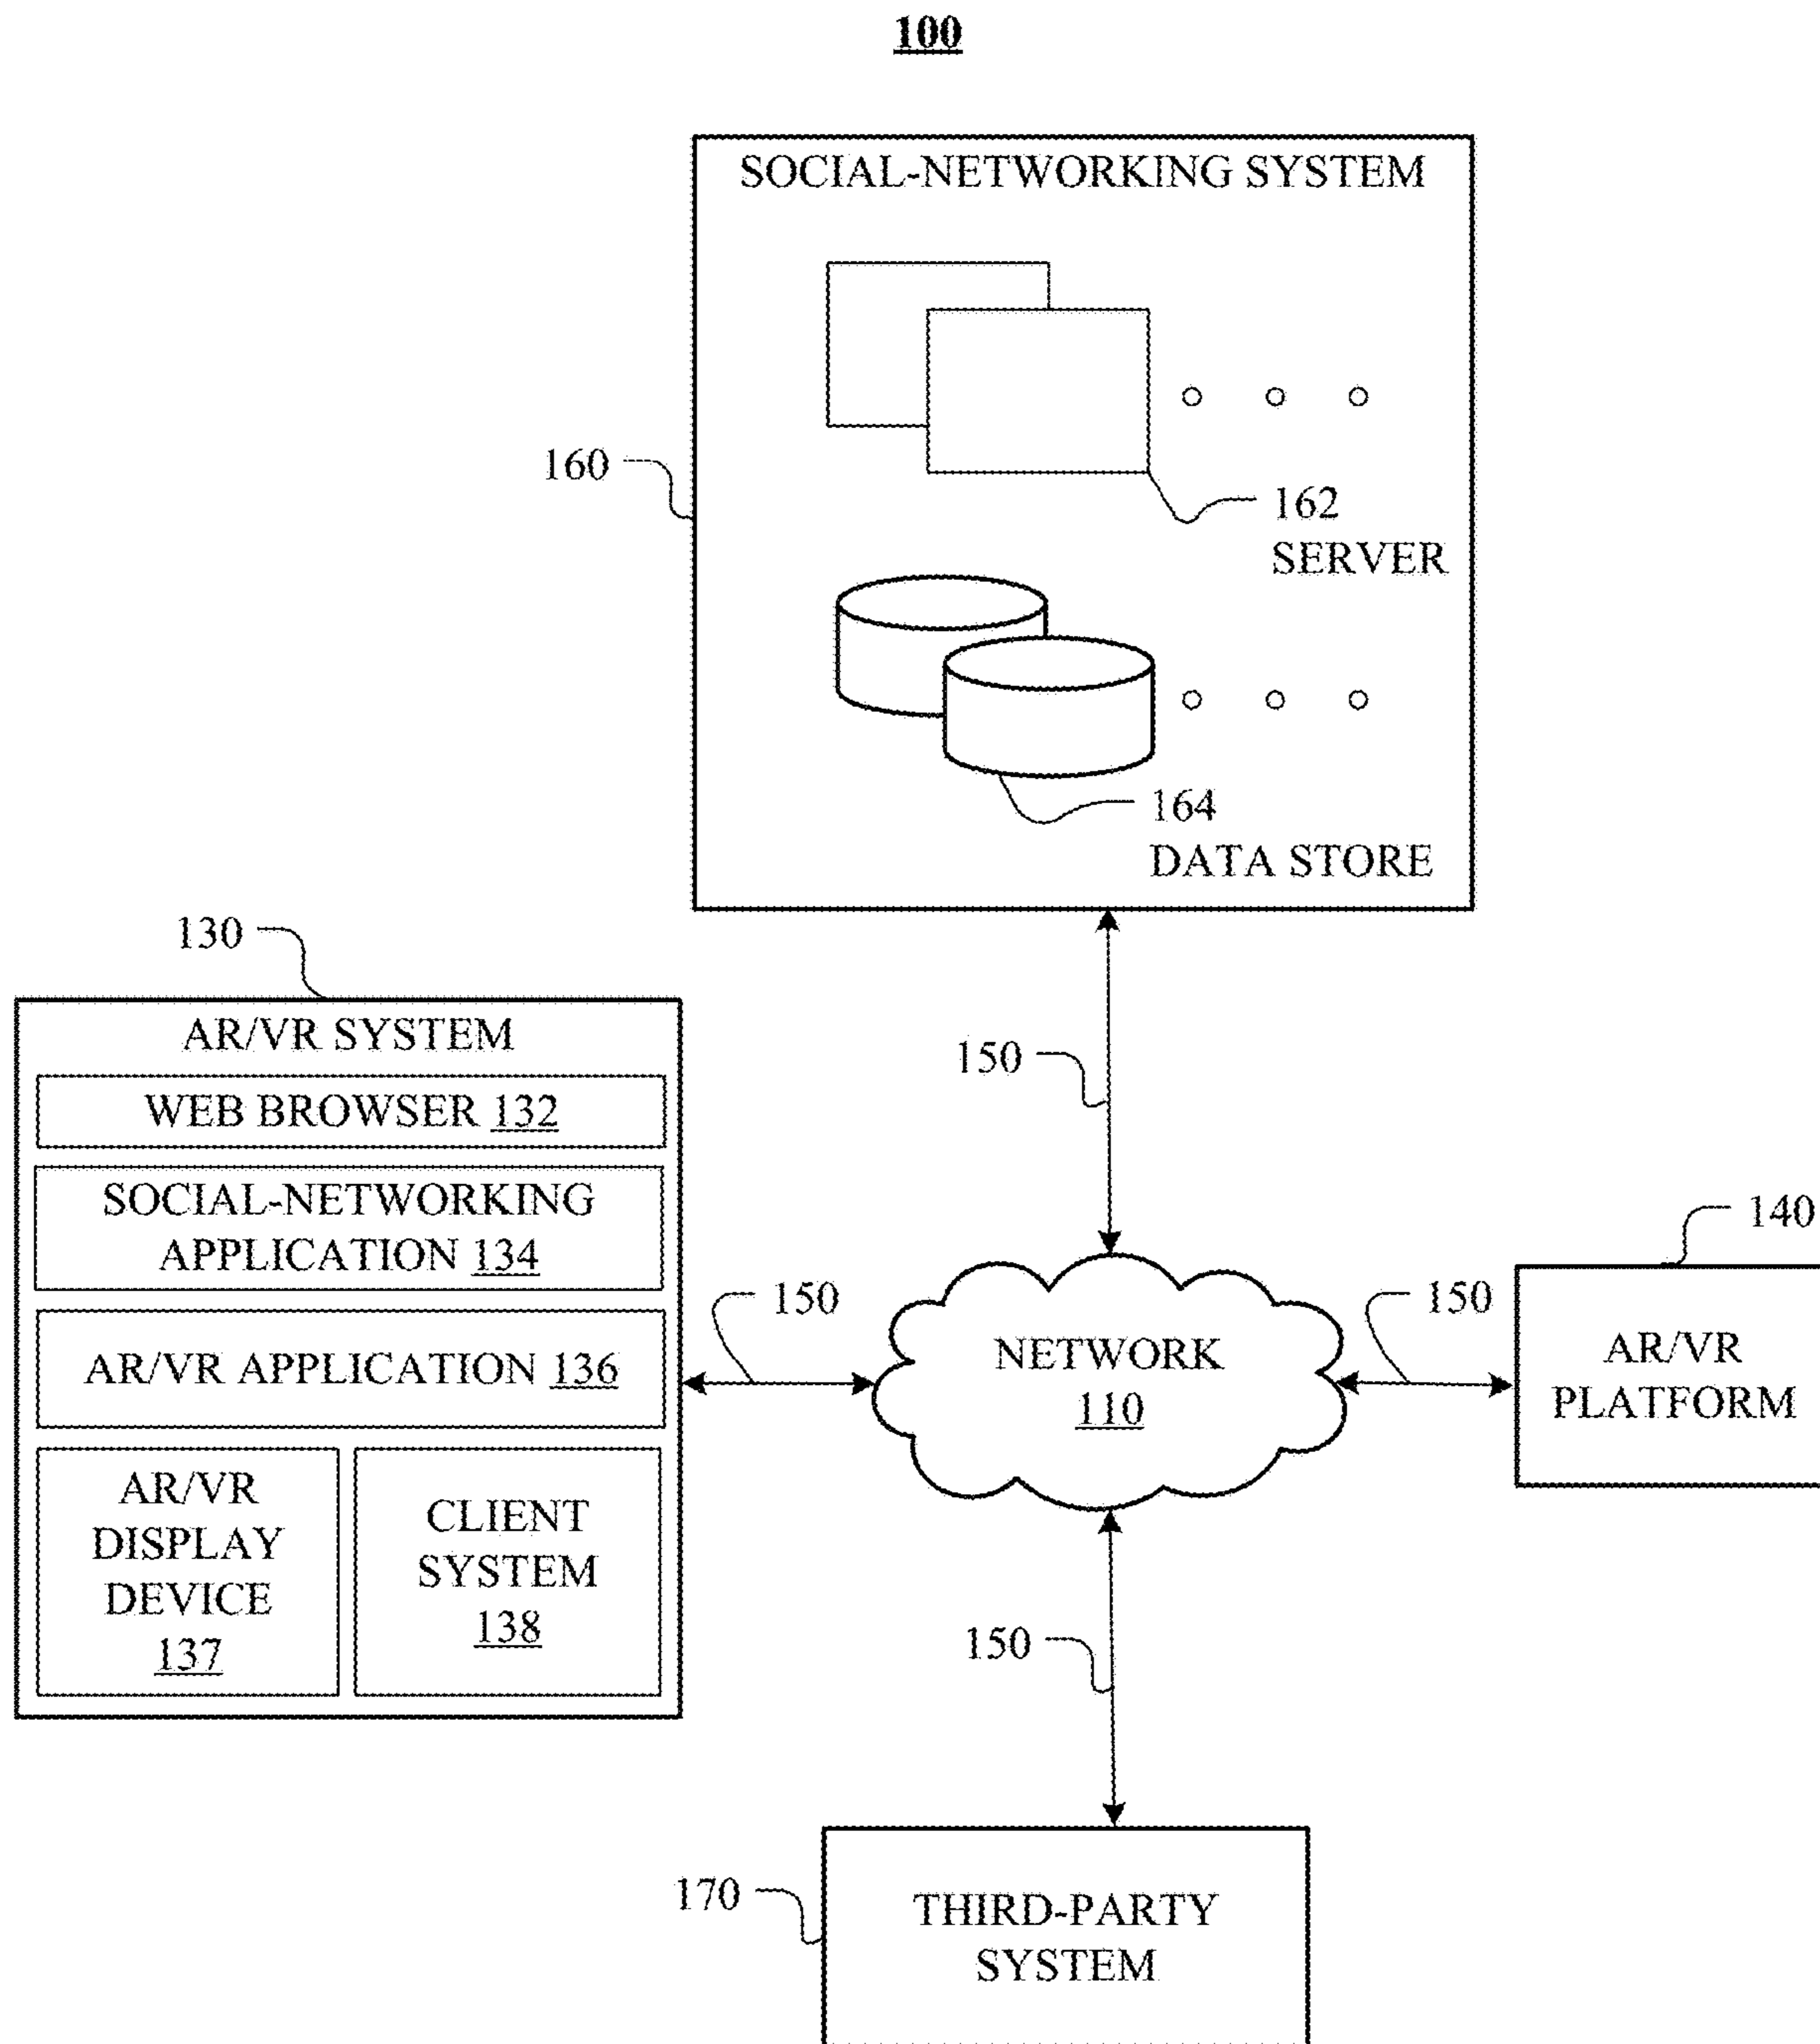 100
SOCIAL-NETWORKING SYSTEM
160
162
SERVER
164
DATA STORE
130
AR/VR SYSTEM
WEB BROWSER 132
SOCIAL-NETWORKING
APPLICATION 134
AR/VR APPLICATION 136
AR/VR
DISPLAY
DEVICE
137
CLIENT
SYSTEM
138
150
150
NETWORK
110
150
140
AR/VR
PLATFORM
150
170
THIRD-PARTY
SYSTEM